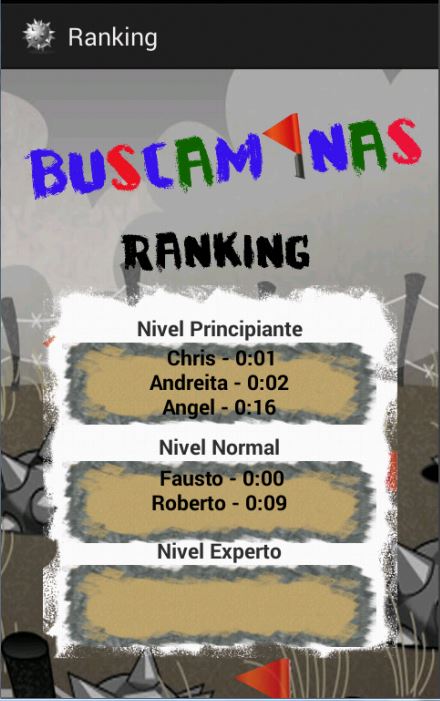 Ranking
BUSCAMINAS
RANKING
Nivel Principiante
Chris - 0:01
Andreita - 0:02
Angel - 0:16
Nivel Normal
Fausto - 0:00
Roberto - 0:09
Nivel Experto